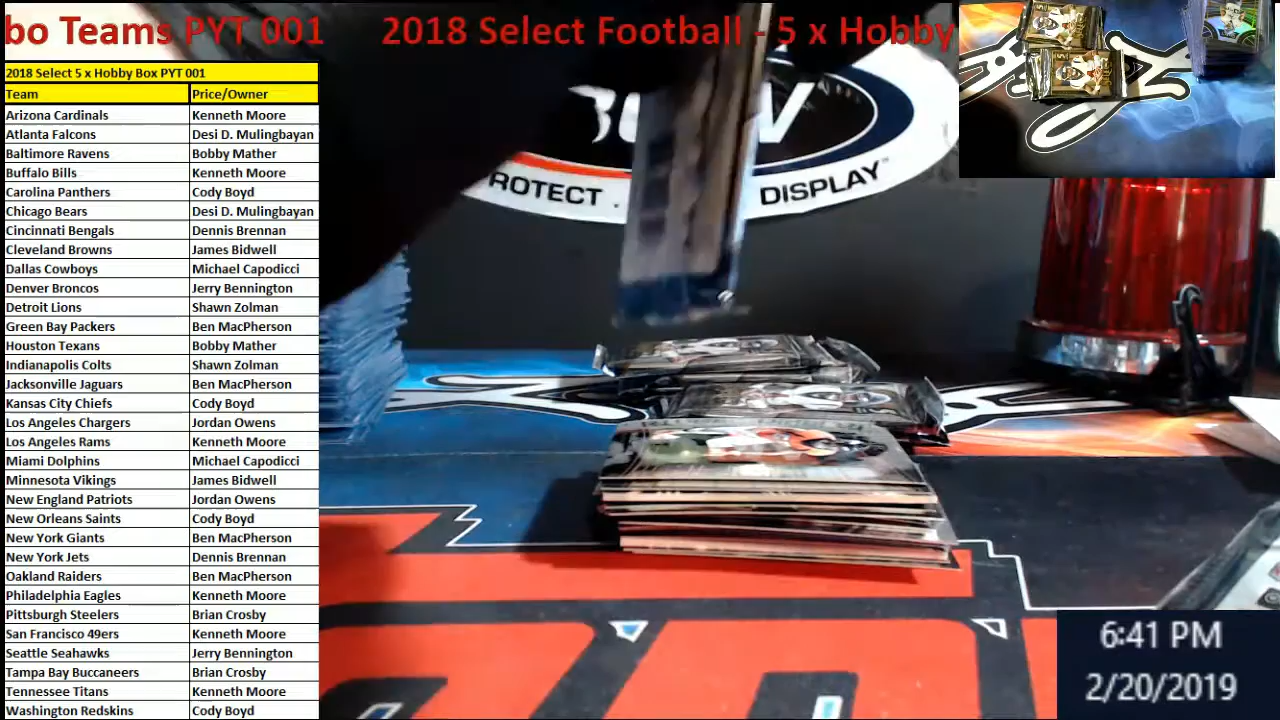 bo Teams PYT 001 2018 Select Football - 5 x Hobby
2018 Select 5 x Hobby Box PYT 001
Team Price/Owner
Arizona Cardinals Kenneth Moore
Atlanta Falcons Desi D. Mulingbayan
Baltimore Ravens Bobby Mather
Buffalo Bills Kenneth Moore
Carolina Panthers Cody Boyd
Chicago Bears Desi D. Mulingbayan
Cincinnati Bengals Dennis Brennan
Cleveland Browns James Bidwell
Dallas Cowboys Michael Capodicci
Denver Broncos Jerry Bennington
Detroit Lions Shawn Zolman
Green Bay Packers Ben MacPherson
Houston Texans Bobby Mather
Indianapolis Colts Shawn Zolman
Jacksonville Jaguars Ben MacPherson
Kansas City Chiefs Cody Boyd
Los Angeles Chargers Jordan Owens
Los Angeles Rams Kenneth Moore
Miami Dolphins Michael Capodicci
Minnesota Vikings James Bidwell
New England Patriots Jordan Owens
New Orleans Saints Cody Boyd
New York Giants Ben MacPherson
New York Jets Dennis Brennan
Oakland Raiders Ben MacPherson
Philadelphia Eagles Kenneth Moore
Pittsburgh Steelers Brian Crosby
San Francisco 49ers Kenneth Moore
Seattle Seahawks Jerry Bennington
Tampa Bay Buccaneers Brian Crosby
Tennessee Titans Kenneth Moore
Washington Redskins Cody Boyd
ROTECT . DISPLAY™
6:41 PM
2/20/2019